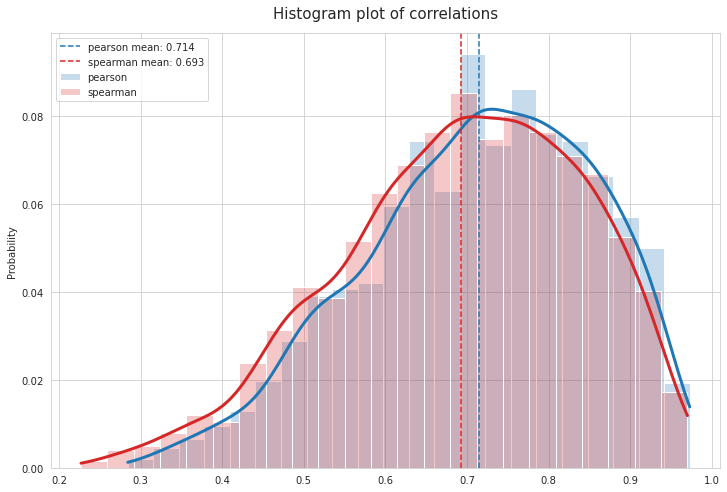 Histogram plot of correlations
pearson mean: 0.714
spearman mean: 0.693
pearson
spearman
Probability
0.08
0.06
0.04
0.02
0.00
0.2 0.3 0.4 0.5 0.6 0.7 0.8 0.9 1.0